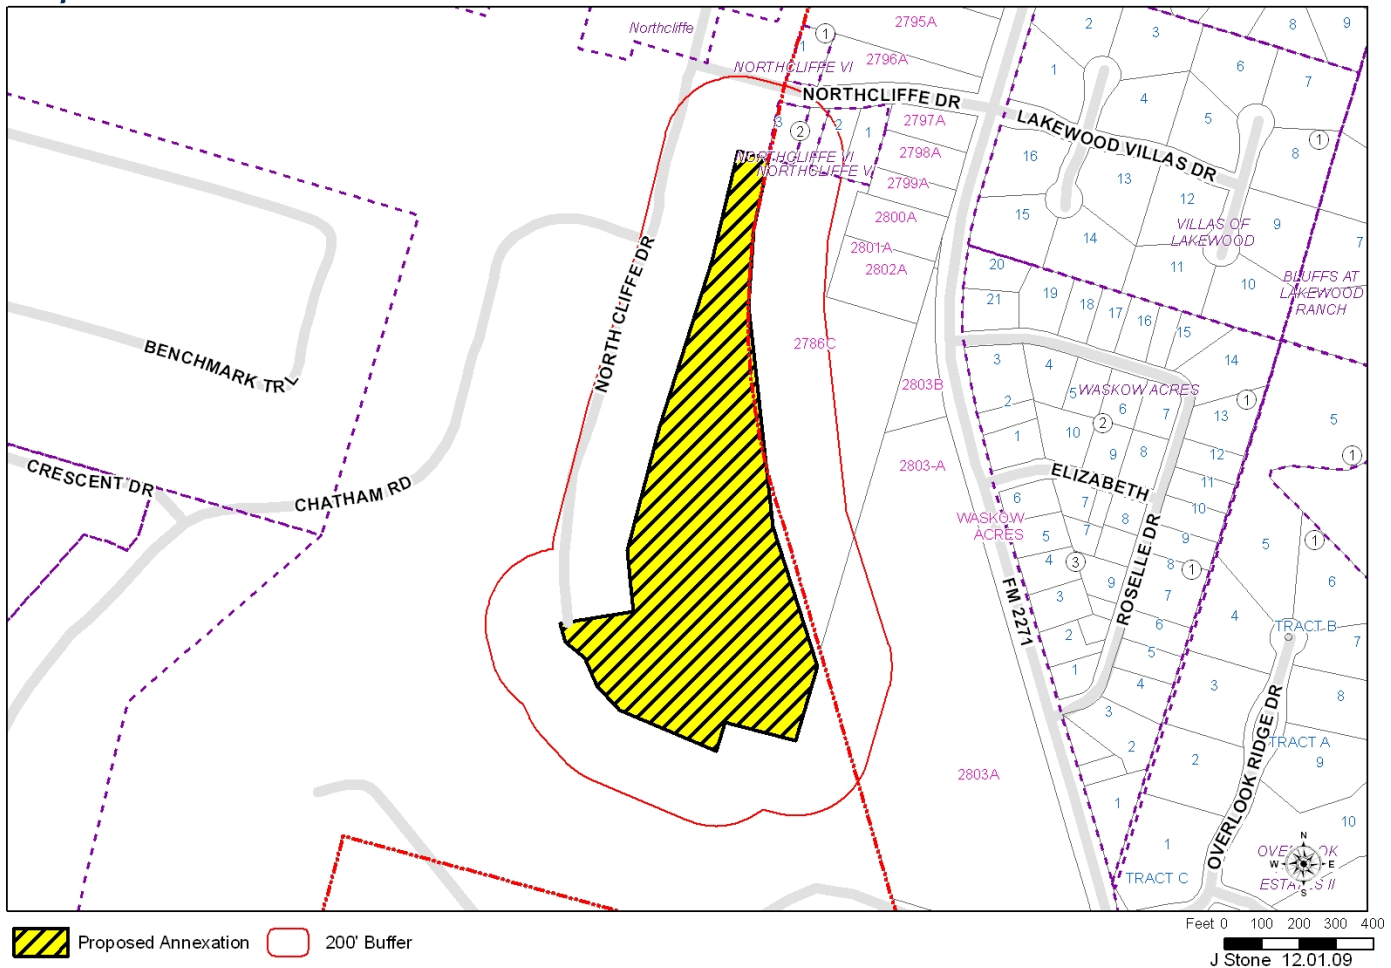 Northcliffe
NORTHCLIFFE VI
NORTHCLIFFE DR
LAKEWOOD VILLAS DR
NORTHCLIFFE VI
NORTHCLIFFE VI
2795A
2796A
2797A
2798A
2799A
2800A
2801A
2802A
2786C
2803B
2803-A
2803A
1
1
3
2
2
1
2
3
8
9
1
4
6
7
5
8
1
16
13
12
15
14
11
9
10
7
VILLAS OF
LAKEWOOD
BLUFFS AT
LAKEWOOD
RANCH
20
21
19
18
17
16
15
14
3
4
5
6
7
13
1
2
1
10
2
9
8
12
11
10
5
1
WASKOW ACRES
ELIZABETH
WASKOW
ACRES
6
7
8
7
5
4
3
9
9
8
1
7
3
2
1
6
5
4
3
2
1
ROSELLE DR
FM 2271
5
1
6
4
TRACT B
7
3
8
TRACT A
9
2
10
1
TRACT C
OVERLOOK RIDGE DR
ESTATES II
N
W
E
S
BENCHMARK TRL
CRESCENT DR
CHATHAM RD
NORTHCLIFFE DR
Proposed Annexation
200' Buffer
Feet 0 100 200 300 400
J Stone 12.01.09